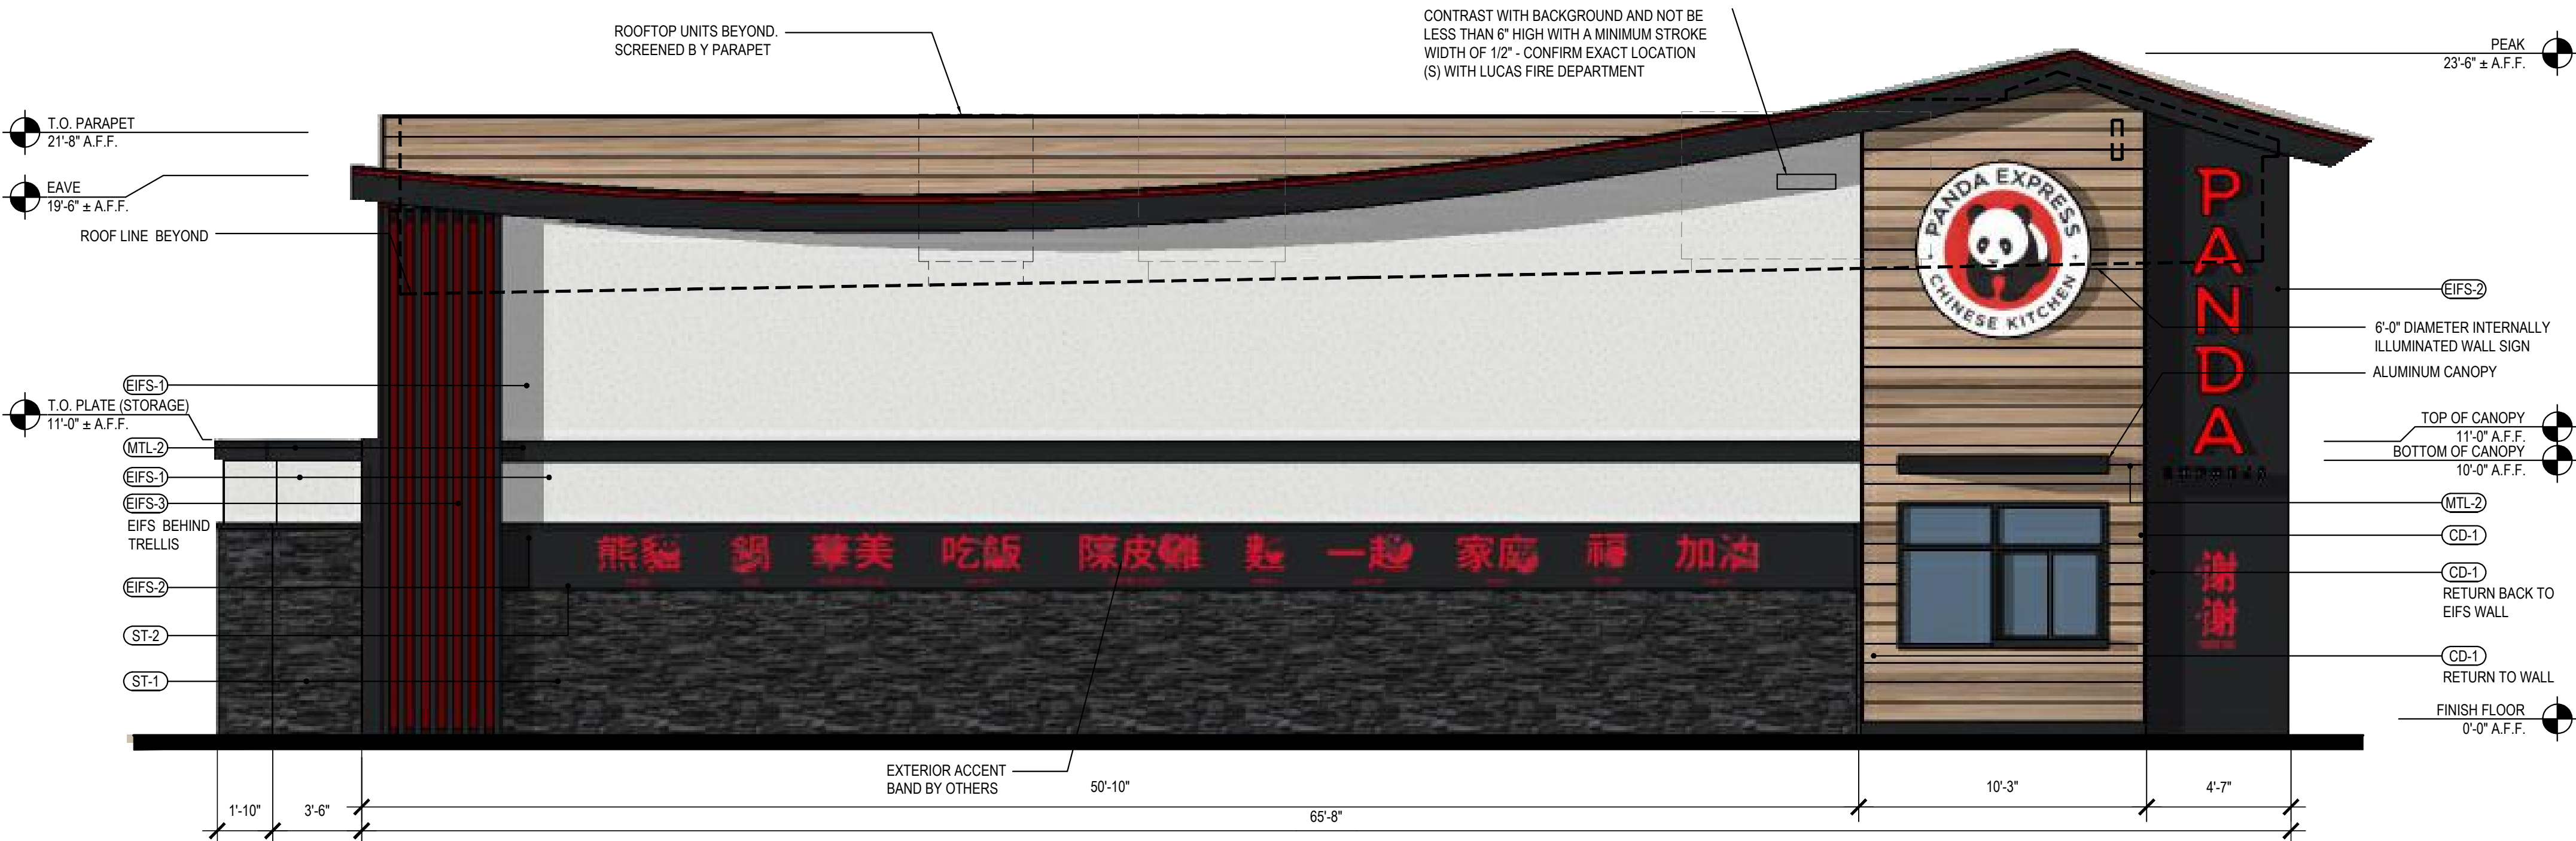 ROOFTOP UNITS BEYOND.
SCREENED B Y PARAPET
CONTRAST WITH BACKGROUND AND NOT BE
LESS THAN 6" HIGH WITH A MINIMUM STROKE
WIDTH OF 1/2" - CONFIRM EXACT LOCATION
(S) WITH LUCAS FIRE DEPARTMENT
PEAK
23'-6" ± A.F.F.
T.O. PARAPET
21'-8" A.F.F.
EAVE
19'-6" ± A.F.F.
ROOF LINE BEYOND
EIFS-1
T.O. PLATE (STORAGE)
11'-0" ± A.F.F.
MTL-2
EIFS-1
EIFS-3
EIFS BEHIND
TRELLIS
EIFS-2
ST-2
ST-1
PANDA EXPRESS
CHINESE KITCHEN
PANDA
熊貓 鍋 華美 吃飯 陳皮雞 一起 家庭 福 加油
謝謝
EIFS-2
6'-0" DIAMETER INTERNALLY
ILLUMINATED WALL SIGN
ALUMINUM CANOPY
TOP OF CANOPY
11'-0" A.F.F.
BOTTOM OF CANOPY
10'-0" A.F.F.
MTL-2
CD-1
CD-1
RETURN BACK TO
EIFS WALL
CD-1
RETURN TO WALL
FINISH FLOOR
0'-0" A.F.F.
EXTERIOR ACCENT
BAND BY OTHERS
50'-10"
10'-3"
4'-7"
1'-10"
3'-6"
65'-8"